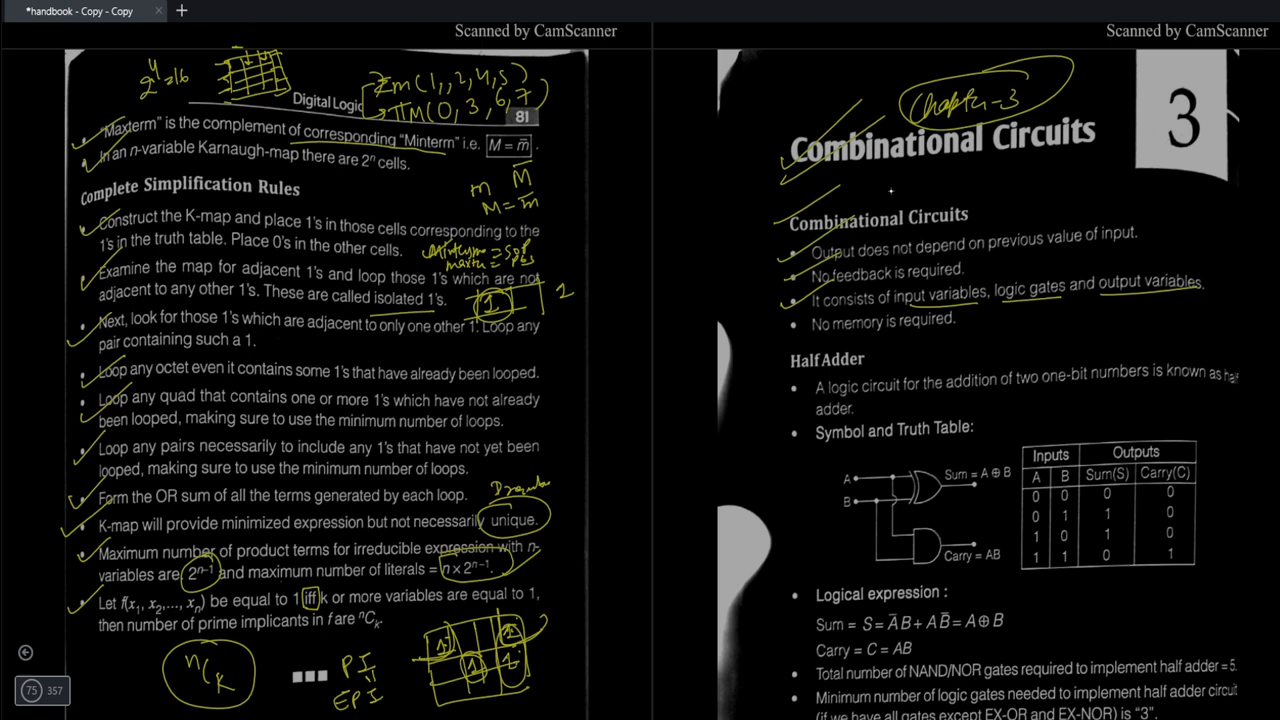 *handbook - Copy - Copy
Scanned by CamScanner
2^4=16
Σm(1,,2,4,5)
πM(0,3,6,7)
Digital Logic
81
• "Maxterm" is the complement of corresponding "Minterm" i.e. M = m̄ .
• In an n-variable Karnaugh-map there are 2ⁿ cells.
m M̄
M = m̄
Complete Simplification Rules
• Construct the K-map and place 1's in those cells corresponding to the
1's in the truth table. Place 0's in the other cells.
• Examine the map for adjacent 1's and loop those 1's which are not
adjacent to any other 1's. These are called isolated 1's.
1 1
• Next, look for those 1's which are adjacent to only one other 1. Loop any
pair containing such a 1.
• Loop any octet even it contains some 1's that have already been looped.
• Loop any quad that contains one or more 1's which have not already
been looped, making sure to use the minimum number of loops.
• Loop any pairs necessarily to include any 1's that have not yet been
looped, making sure to use the minimum number of loops.
• Form the OR sum of all the terms generated by each loop.
• K-map will provide minimized expression but not necessarily unique.
• Maximum number of product terms for irreducible expression with n-
variables are 2ⁿ⁻¹ and maximum number of literals = n × 2ⁿ⁻¹.
• Let f(x₁, x₂,..., xₙ) be equal to 1 iff k or more variables are equal to 1,
then number of prime implicants in f are ⁿCₖ
ⁿCₖ
PI
EPI
1 1
1 1
75 357
Scanned by CamScanner
Chapter-3
3
Combinational Circuits
Combinational Circuits
• Output does not depend on previous value of input.
• No feedback is required.
• It consists of input variables, logic gates and output variables.
• No memory is required.
Half Adder
• A logic circuit for the addition of two one-bit numbers is known as half
adder.
• Symbol and Truth Table:
A
B
Sum = A ⊕ B
Carry = AB
Inputs Outputs
A B Sum(S) Carry(C)
0 0 0 0
0 1 1 0
1 0 1 0
1 1 0 1
• Logical expression :
Sum = S = A̅ B + A B̅ = A ⊕ B
Carry = C = AB
• Total number of NAND/NOR gates required to implement half adder = 5.
• Minimum number of logic gates needed to implement half adder circuit
(if we have all gates except EX-OR and EX-NOR) is "3".